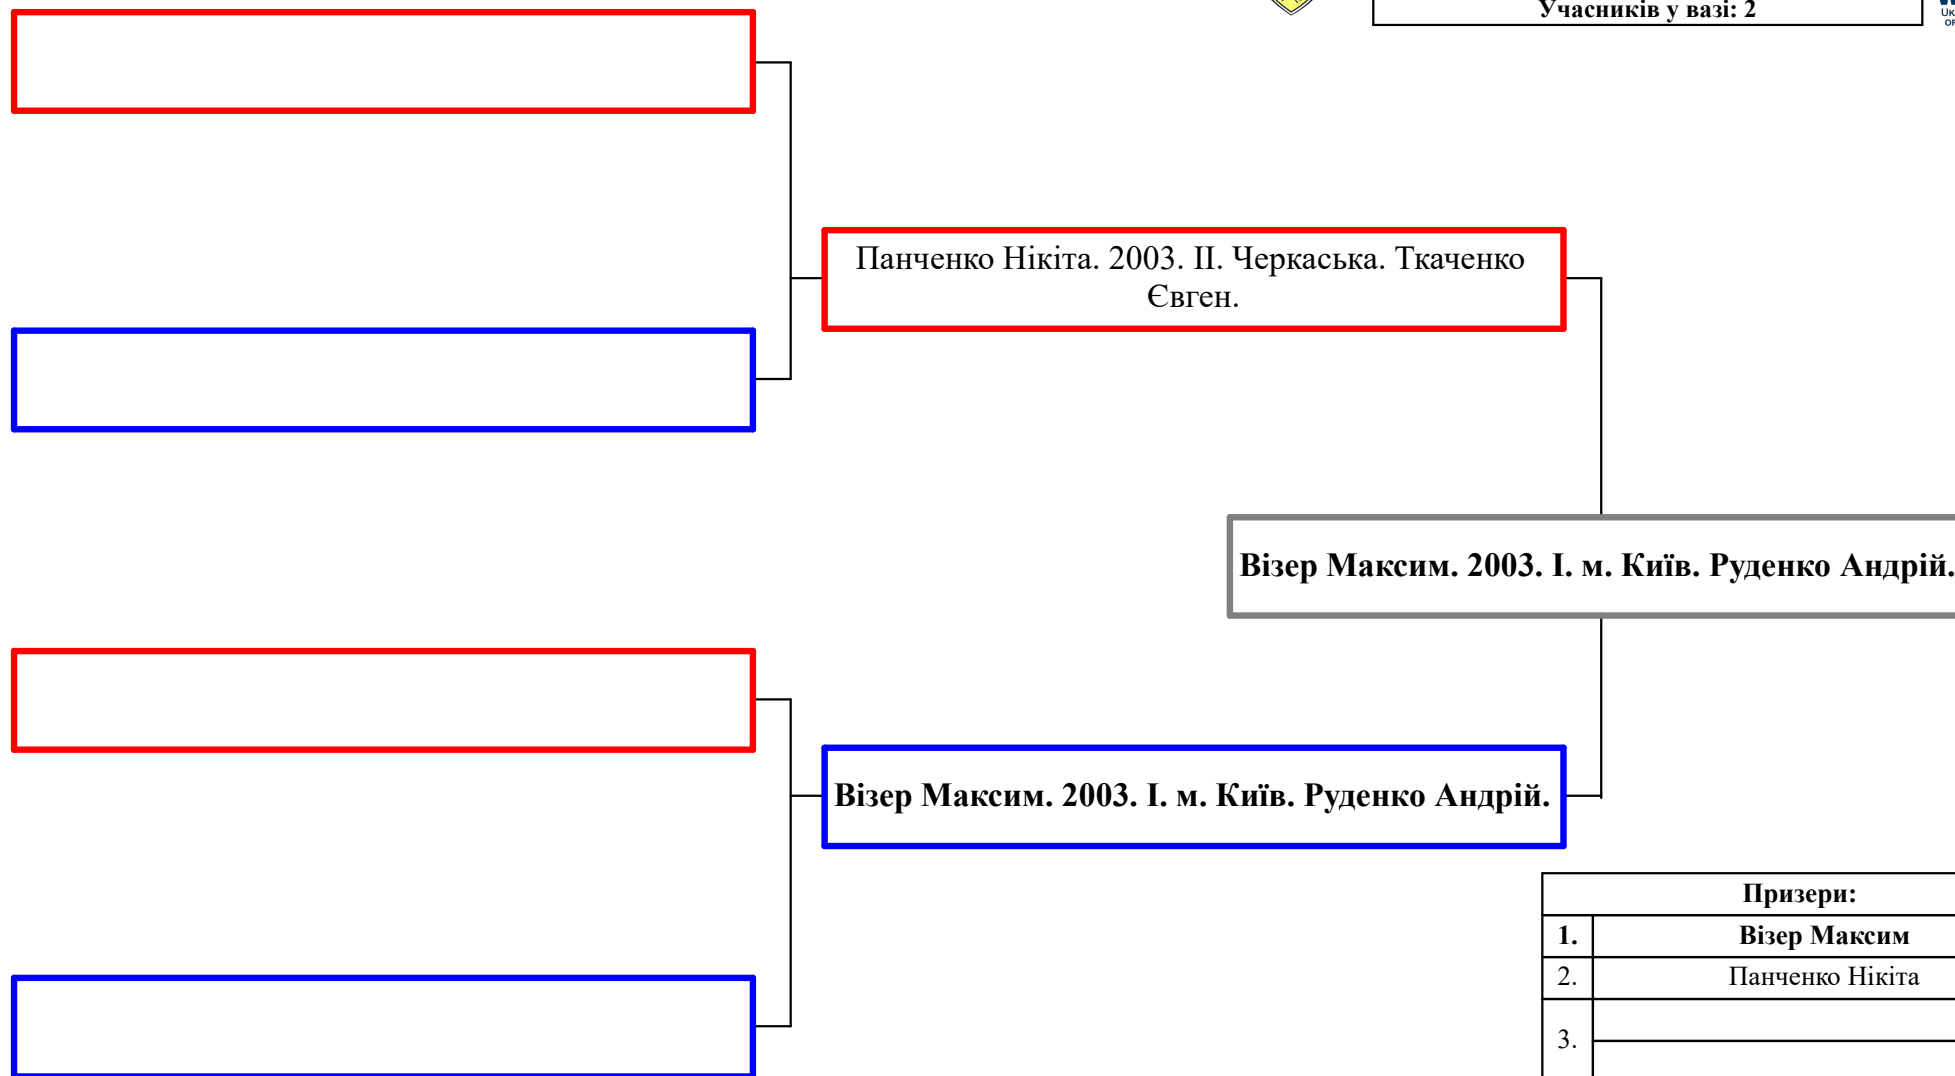 Учасників у вазі: 2
Панченко Нікіта. 2003. II. Черкаська. Ткаченко
Євген.
Візер Максим. 2003. I. м. Київ. Руденко Андрій.
Візер Максим. 2003. I. м. Київ. Руденко Андрій.
Призери:
1. Візер Максим
2. Панченко Нікіта
3.